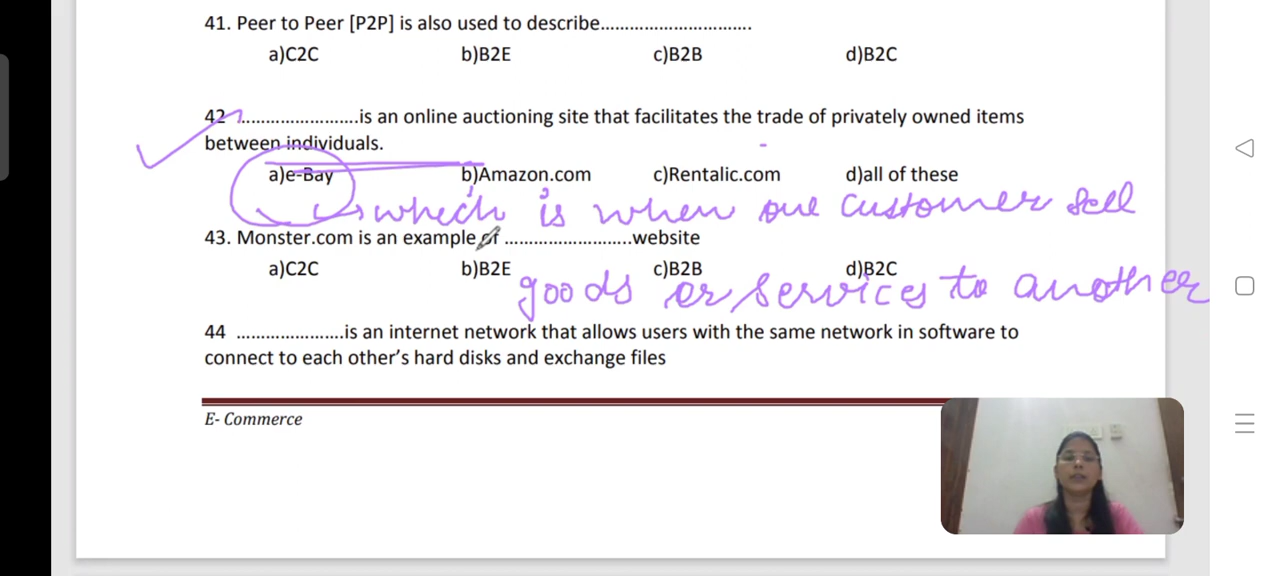 41. Peer to Peer [P2P] is also used to describe...............................
a)C2C b)B2E c)B2B d)B2C
42 ........................is an online auctioning site that facilitates the trade of privately owned items
between individuals.
a)e-Bay b)Amazon.com c)Rentalic.com d)all of these
which is when one customer sell
43. Monster.com is an example of ..........................website
a)C2C b)B2E c)B2B d)B2C
goods or services to another
44 ......................is an internet network that allows users with the same network in software to
connect to each other's hard disks and exchange files
E- Commerce